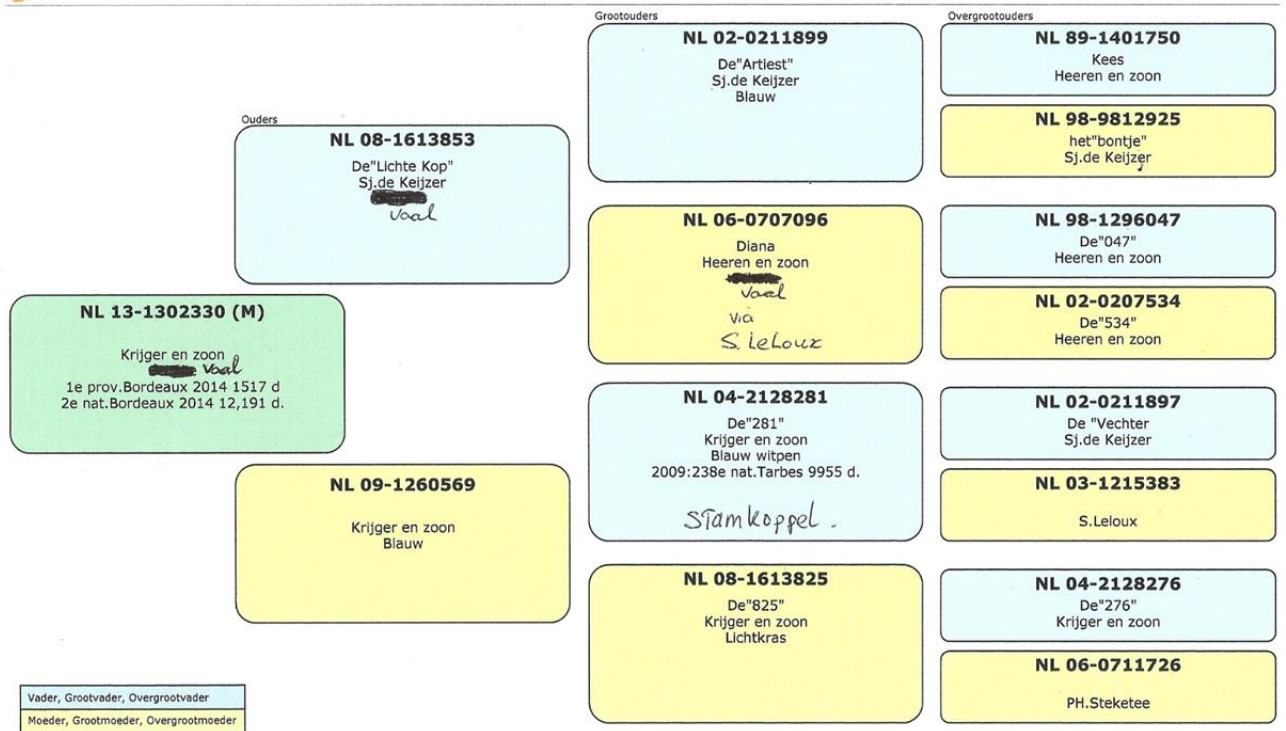 Grootouders
Overgrootouders
Ouders
NL 13-1302330 (M)
Krijger en zoon
Vaal
1e prov.Bordeaux 2014 1517 d
2e nat.Bordeaux 2014 12,191 d.
NL 08-1613853
De"Lichte Kop"
Sj.de Keijzer
Vaal
NL 09-1260569
Krijger en zoon
Blauw
NL 02-0211899
De"Artiest"
Sj.de Keijzer
Blauw
NL 06-0707096
Diana
Heeren en zoon
Vaal
via
S. LeLoux
NL 04-2128281
De"281"
Krijger en zoon
Blauw witpen
2009:238e nat.Tarbes 9955 d.
STamkoppel.
NL 08-1613825
De"825"
Krijger en zoon
Lichtkras
NL 89-1401750
Kees
Heeren en zoon
NL 98-9812925
het"bontje"
Sj.de Keijzer
NL 98-1296047
De"047"
Heeren en zoon
NL 02-0207534
De"534"
Heeren en zoon
NL 02-0211897
De "Vechter
Sj.de Keijzer
NL 03-1215383
S.Leloux
NL 04-2128276
De"276"
Krijger en zoon
NL 06-0711726
PH.Steketee
Vader, Grootvader, Overgrootvader
Moeder, Grootmoeder, Overgrootmoeder